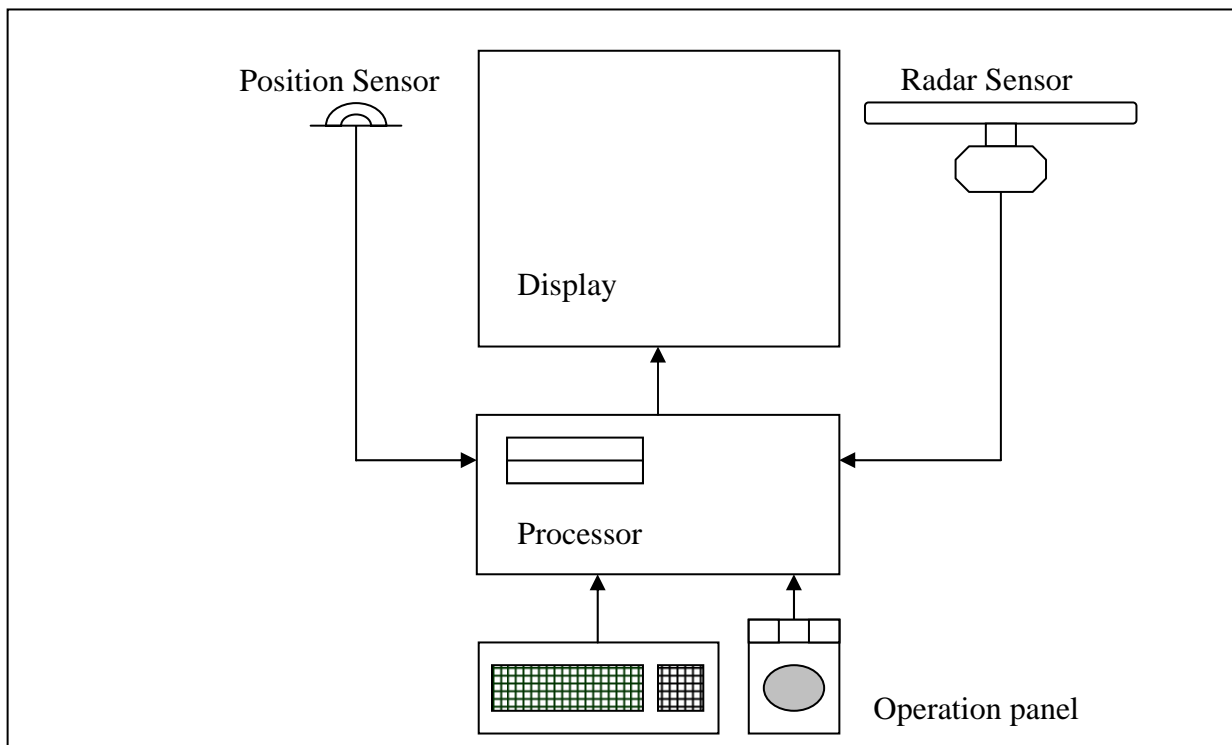 Position Sensor
Radar Sensor
Display
Processor
Operation panel